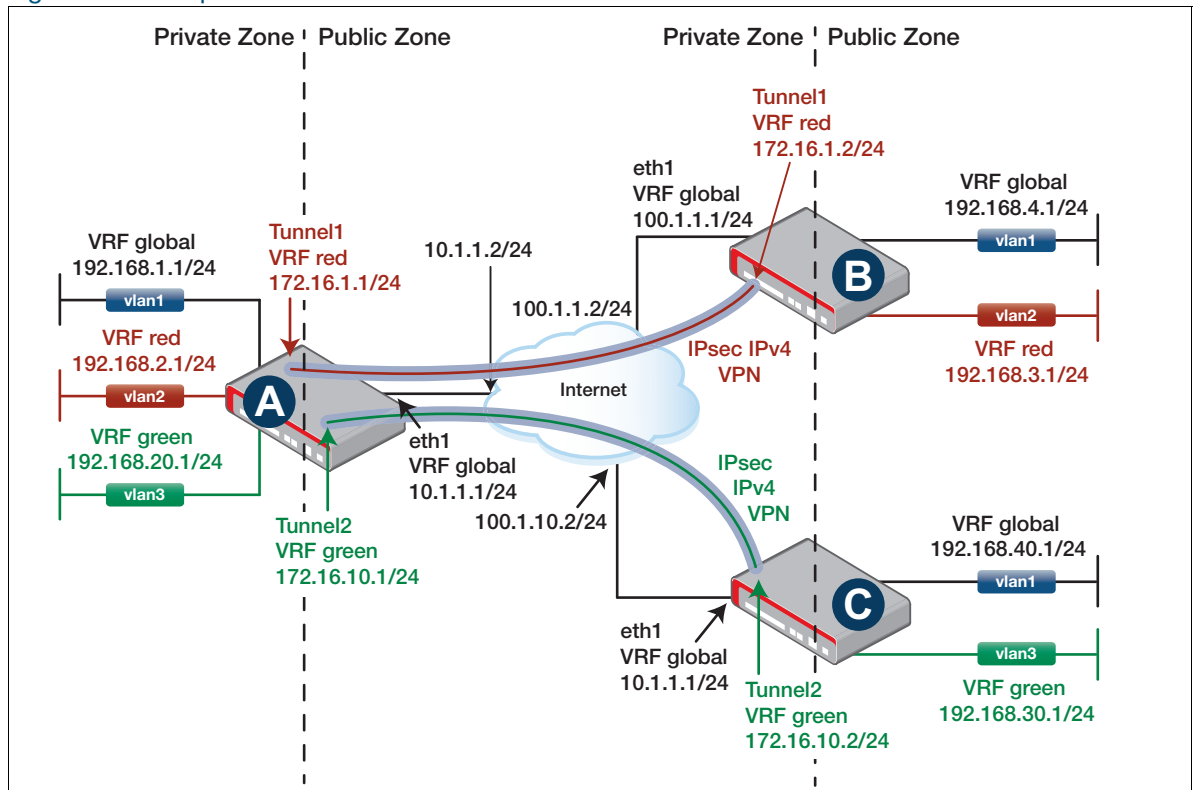 Private Zone
Public Zone
Private Zone
Public Zone
Tunnel1
VRF red
172.16.1.2/24
eth1
VRF global
100.1.1.1/24
VRF global
192.168.4.1/24
vlan1
B
vlan2
VRF red
192.168.3.1/24
VRF global
192.168.1.1/24
vlan1
VRF red
192.168.2.1/24
vlan2
VRF green
192.168.20.1/24
vlan3
Tunnel1
VRF red
172.16.1.1/24
A
10.1.1.2/24
100.1.1.2/24
Internet
IPsec IPv4
VPN
eth1
VRF global
10.1.1.1/24
Tunnel2
VRF green
172.16.10.1/24
100.1.10.2/24
IPsec
IPv4
VPN
eth1
VRF global
10.1.1.1/24
C
Tunnel2
VRF green
172.16.10.2/24
VRF global
192.168.40.1/24
vlan1
vlan3
VRF green
192.168.30.1/24